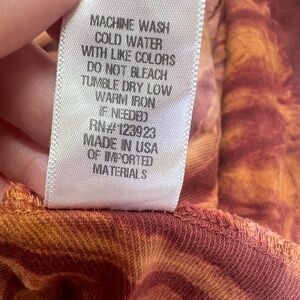 MACHINE WASH
COLD WATER
WITH LIKE COLORS
DO NOT BLEACH
TUMBLE DRY LOW
WARM IRON
IF NEEDED
RN#123923
MADE IN USA
OF IMPORTED
MATERIALS